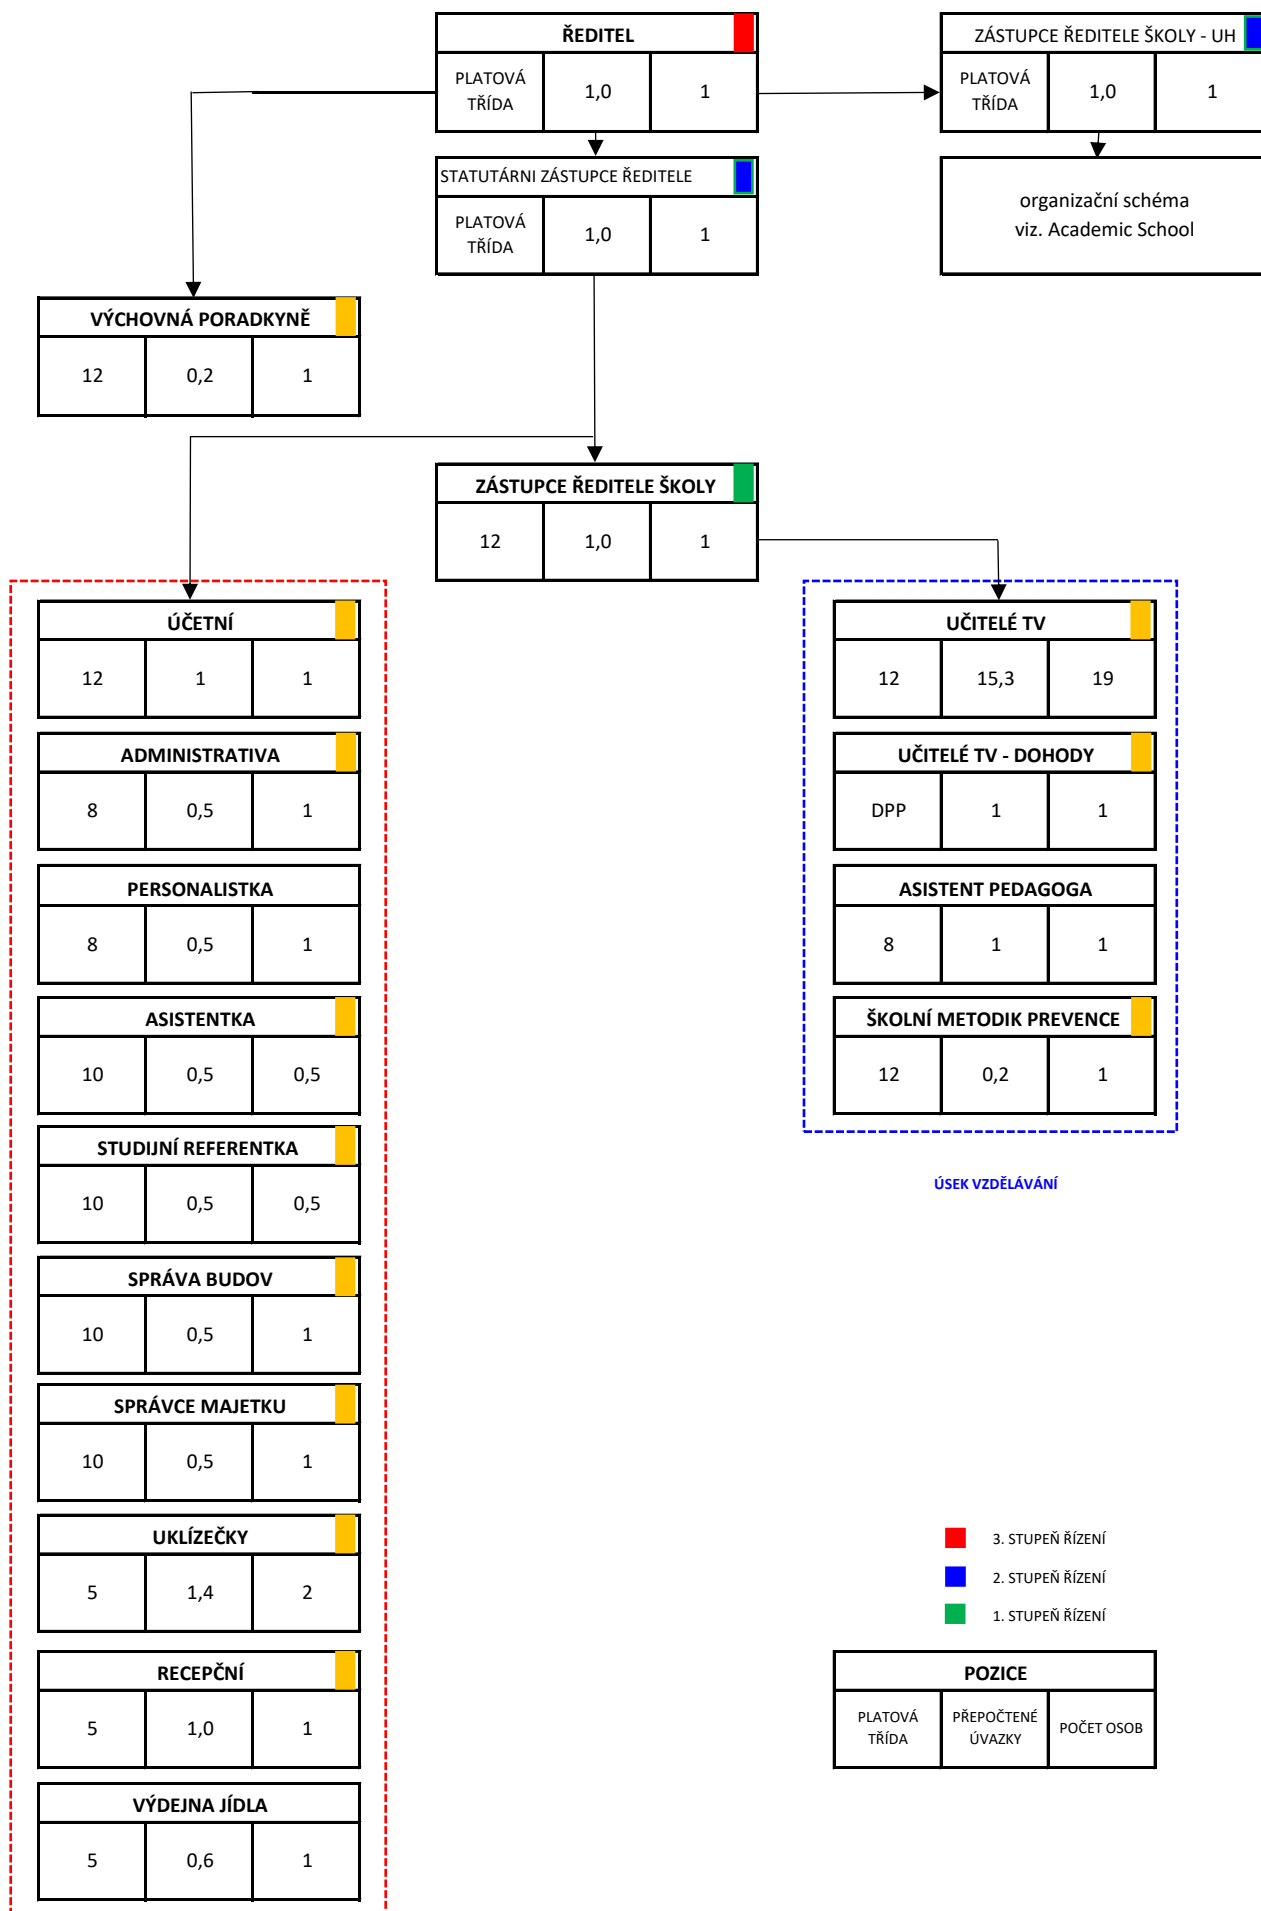 ŘEDITEL
PLATOVÁ
TŘÍDA
1,0
1
ZÁSTUPCE ŘEDITELE ŠKOLY - UH
PLATOVÁ
TŘÍDA
1,0
1
STATUTÁRNI ZÁSTUPCE ŘEDITELE
PLATOVÁ
TŘÍDA
1,0
1
organizační schéma
viz. Academic School
VÝCHOVNÁ PORADKYNĚ
12
0,2
1
ZÁSTUPCE ŘEDITELE ŠKOLY
12
1,0
1
ÚČETNÍ
12
1
1
ADMINISTRATIVA
8
0,5
1
PERSONALISTKA
8
0,5
1
ASISTENTKA
10
0,5
0,5
STUDIJNÍ REFERENTKA
10
0,5
0,5
SPRÁVA BUDOV
10
0,5
1
SPRÁVCE MAJETKU
10
0,5
1
UKLÍZEČKY
5
1,4
2
RECEPČNÍ
5
1,0
1
VÝDEJNA JÍDLA
5
0,6
1
UČITELÉ TV
12
15,3
19
UČITELÉ TV - DOHODY
DPP
1
1
ASISTENT PEDAGOGA
8
1
1
ŠKOLNÍ METODIK PREVENCE
12
0,2
1
ÚSEK VZDĚLÁVÁNÍ
3. STUPEŇ ŘÍZENÍ
2. STUPEŇ ŘÍZENÍ
1. STUPEŇ ŘÍZENÍ
POZICE
PLATOVÁ
TŘÍDA
PŘEPOČTENÉ
ÚVAZKY
POČET OSOB